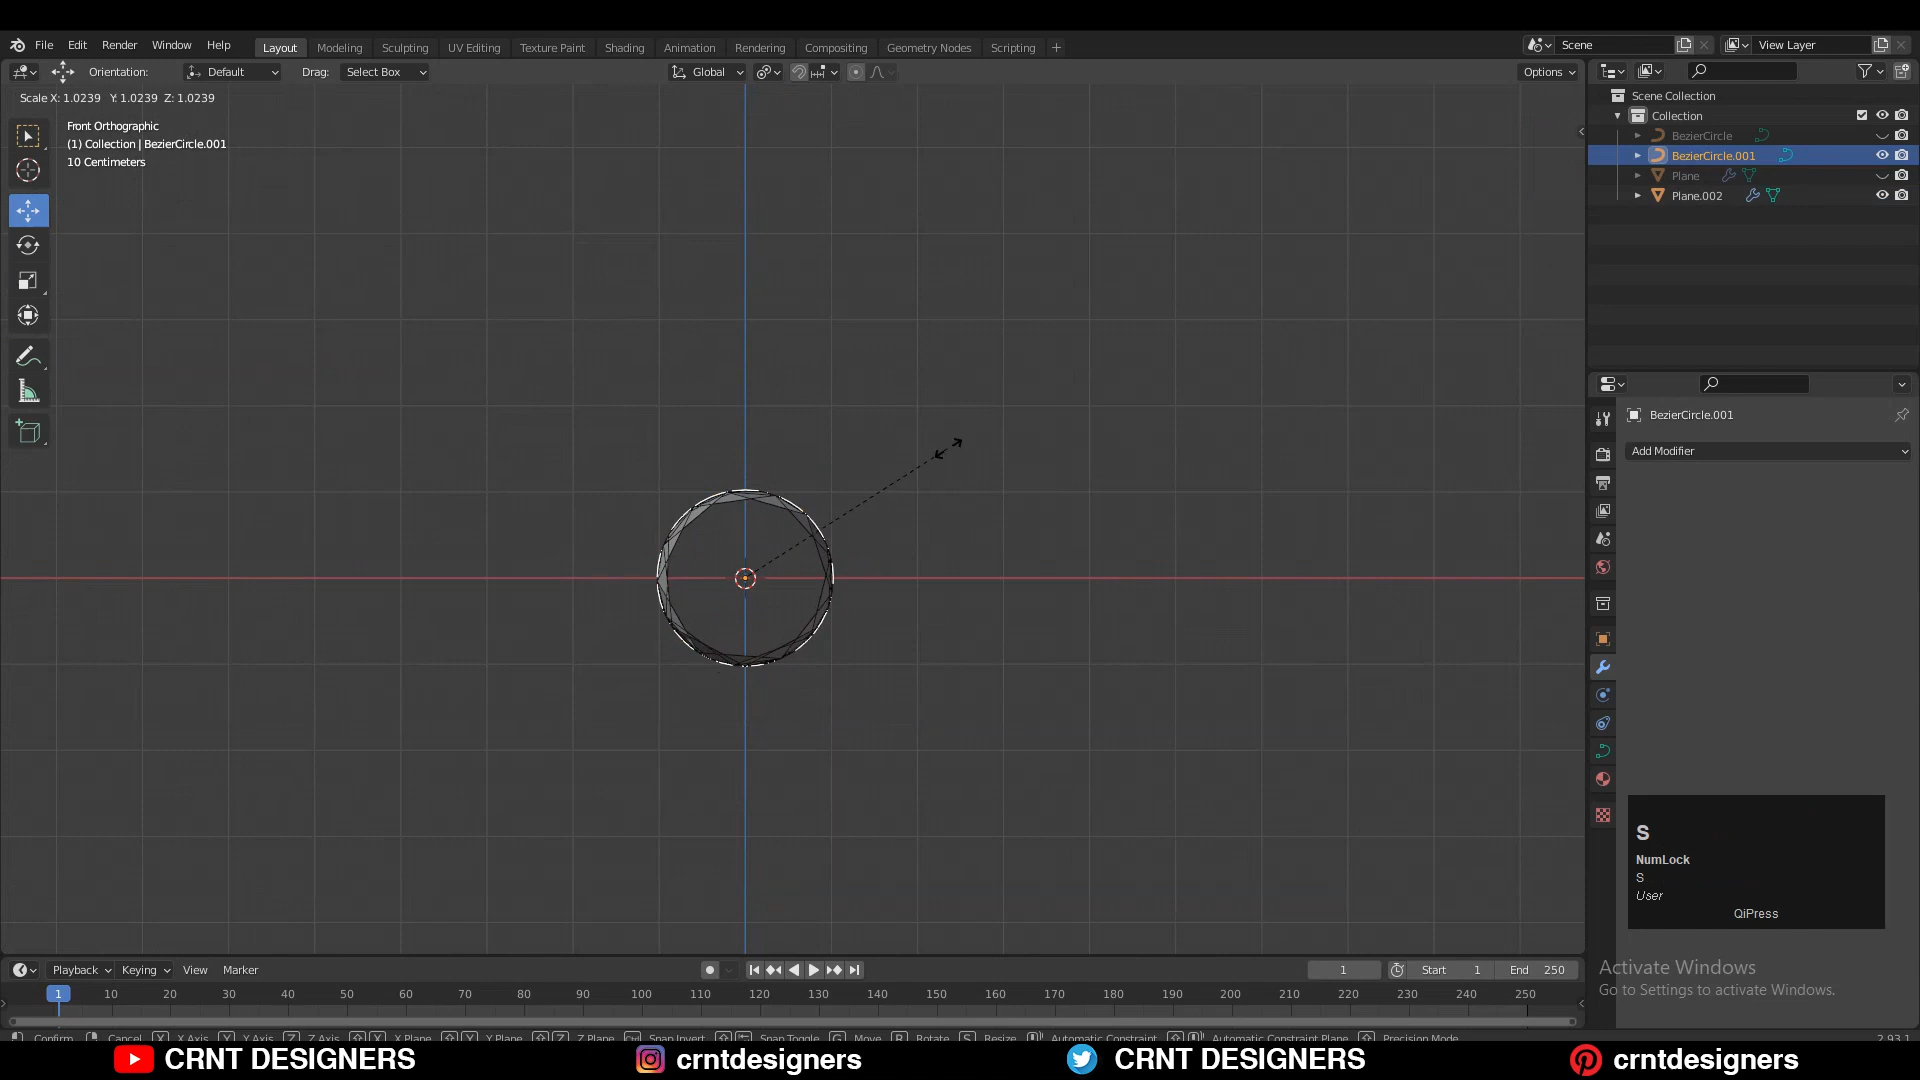 File Edit Render Window Help Layout Modeling Sculpting UV Editing Texture Paint Shading Animation Rendering Compositing Geometry Nodes Scripting + Scene View Layer
Orientation: Default Drag: Select Box Global Options
Scale X: 1.0239 Y: 1.0239 Z: 1.0239
Front Orthographic
(1) Collection | BezierCircle.001
10 Centimeters
Scene Collection
Collection
BezierCircle
BezierCircle.001
Plane
Plane.002
BezierCircle.001
Add Modifier
S
NumLock
S
User
QiPress
Activate Windows
Go to Settings to activate Windows.
Playback Keying View Marker 1 Start 1 End 250
1 10 20 30 40 50 60 70 80 90 100 110 120 130 140 150 160 170 180 190 200 210 220 230 240 250
Confirm Cancel X X Axis Y Y Axis Z Z Axis X X Plane Y Y Plane Z Z Plane Snap Invert Snap Toggle G Move R Rotate S Resize Automatic Constraint Automatic Constraint Plane Precision Mode 2.93.1
CRNT DESIGNERS crntdesigners CRNT DESIGNERS crntdesigners